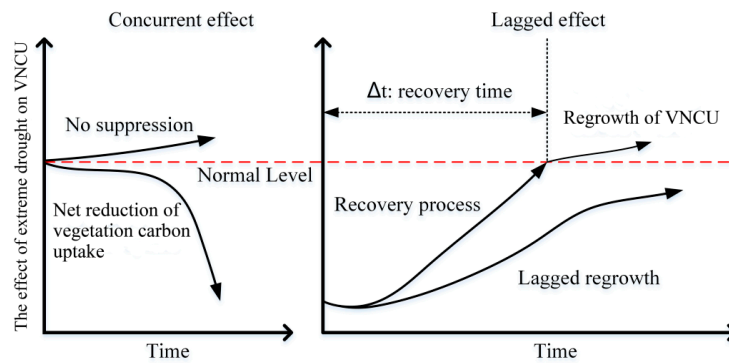 Concurrent effect
The effect of extreme drought on VNCU
No suppression
Normal Level
Net reduction of
vegetation carbon
uptake
Time
Lagged effect
Δt: recovery time
Regrowth of VNCU
Recovery process
Lagged regrowth
Time